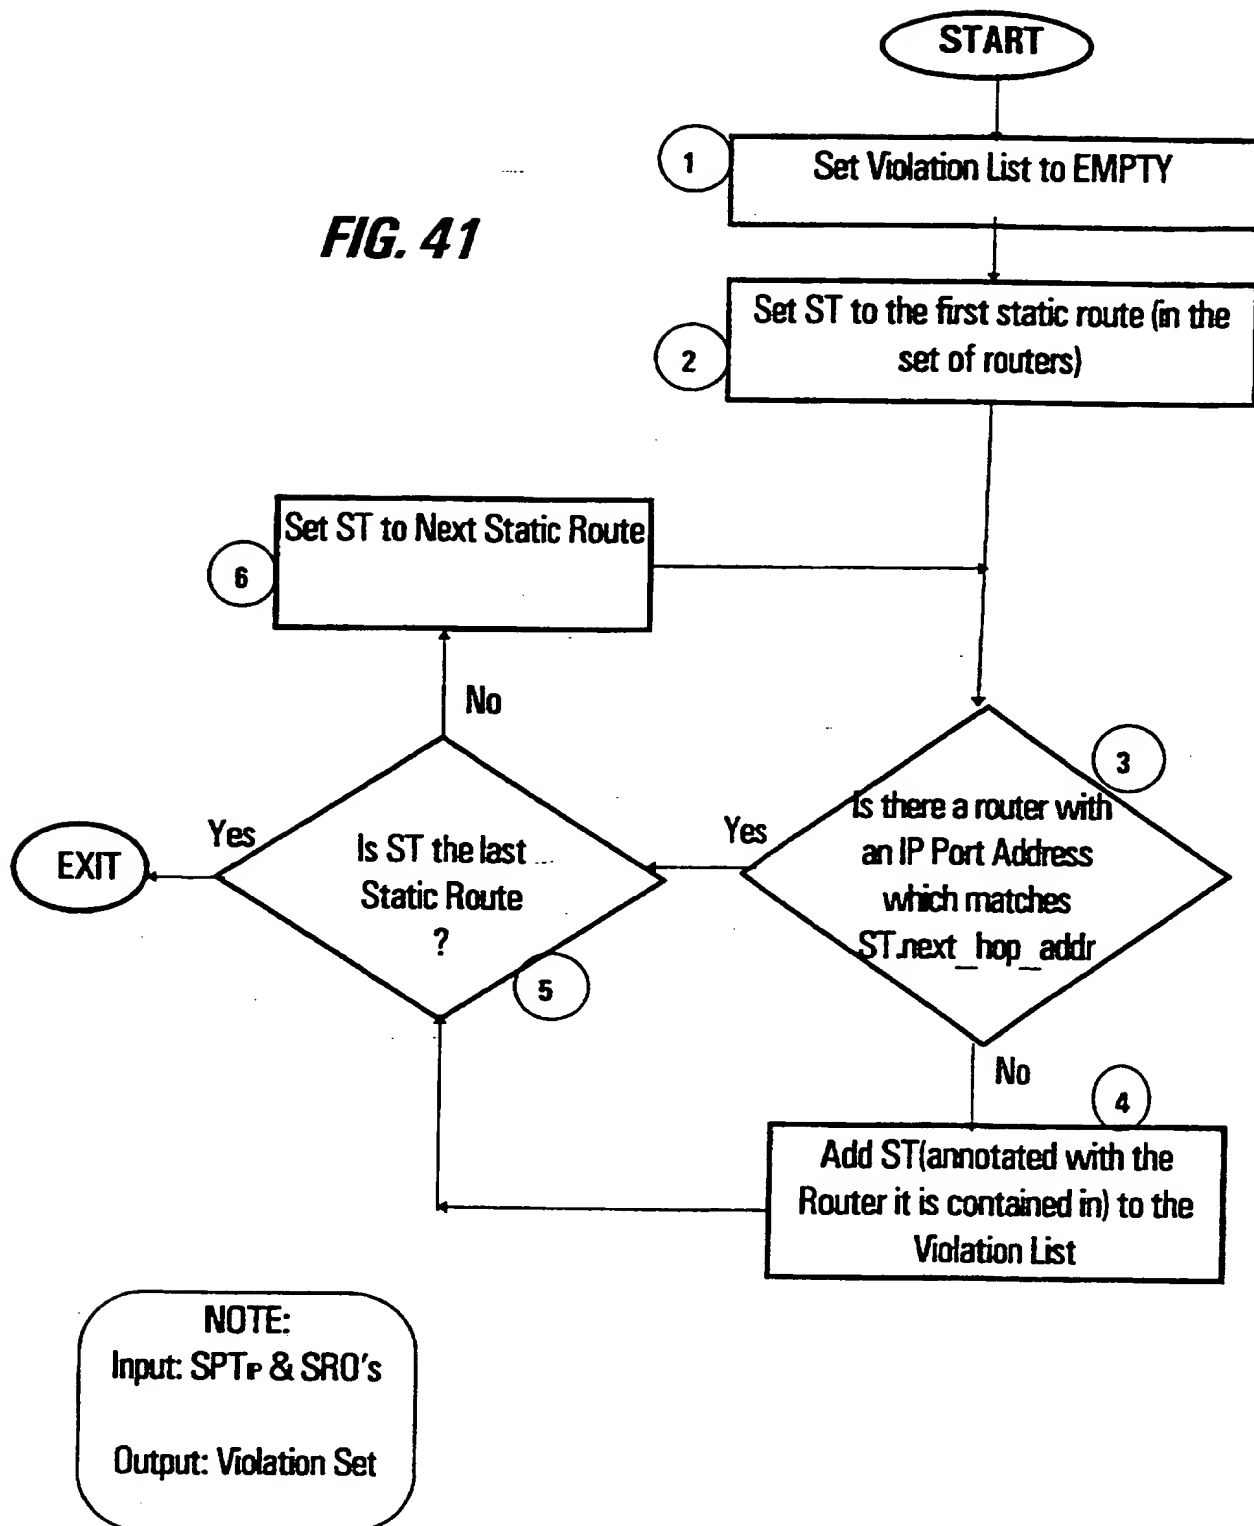 START
1
Set Violation List to EMPTY
FIG. 41
2
Set ST to the first static route (in the
set of routers)
6
Set ST to Next Static Route
No
3
Is there a router with
an IP Port Address
which matches
ST.next_hop_addr
Yes
Is ST the last
Static Route
?
5
Yes
EXIT
No
4
Add ST(annotated with the
Router it is contained in) to the
Violation List
NOTE:
Input: SPTIP & SRO's
Output: Violation Set